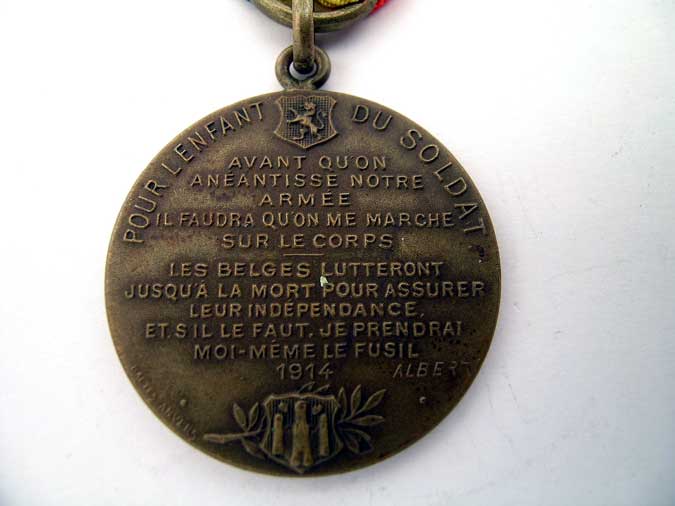 POUR L'ENFANT DU SOLDAT
AVANT QU'ON
ANÉANTISSE NOTRE
ARMÉE
IL FAUDRA QU'ON ME MARCHE
SUR LE CORPS
LES BELGES LUTTERONT
JUSQU'À LA MORT POUR ASSURER
LEUR INDÉPENDANCE,
ET, S'IL LE FAUT, JE PRENDRAI
MOI-MÊME LE FUSIL
1914 ALBERT